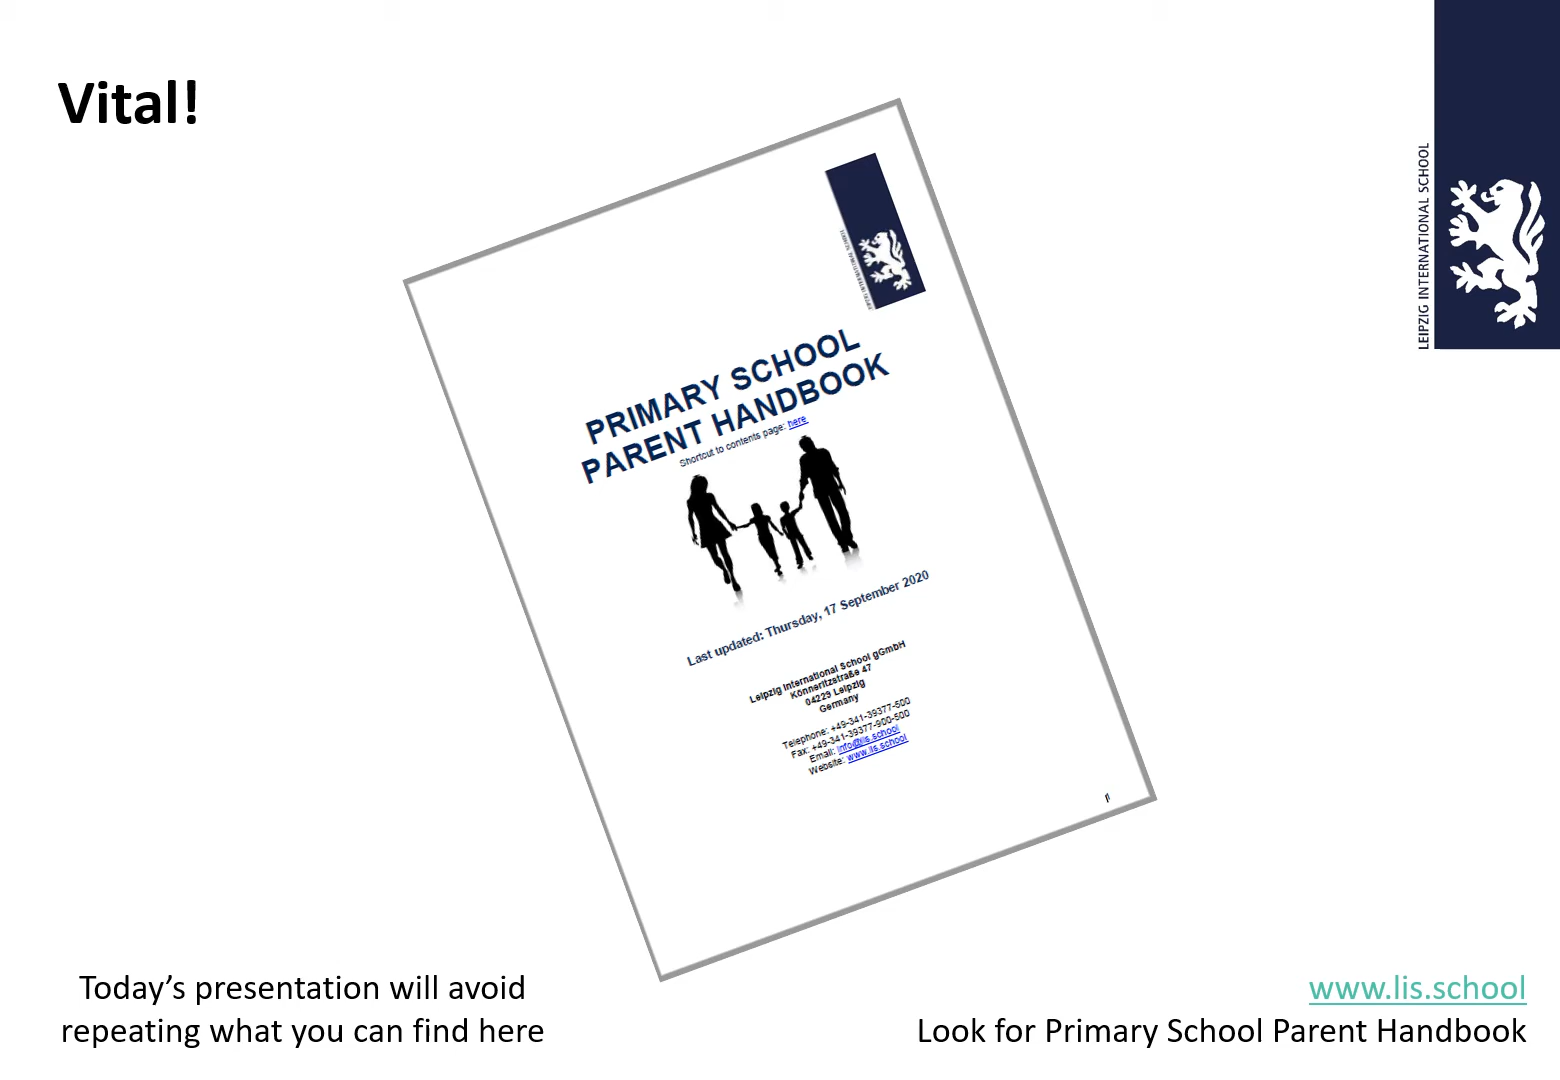 Vital!
LEIPZIG INTERNATIONAL SCHOOL
LEIPZIG INTERNATIONAL SCHOOL
PRIMARY SCHOOL
PARENT HANDBOOK
Shortcut to contents page: here
Last updated: Thursday, 17 September 2020
Leipzig International School gGmbH
Könneritzstraße 47
04229 Leipzig
Germany
Telephone: +49-341-39377-500
Fax: +49-341-39377-900-500
Email: info@lis.school
Website: www.lis.school
Today’s presentation will avoid
repeating what you can find here
www.lis.school
Look for Primary School Parent Handbook